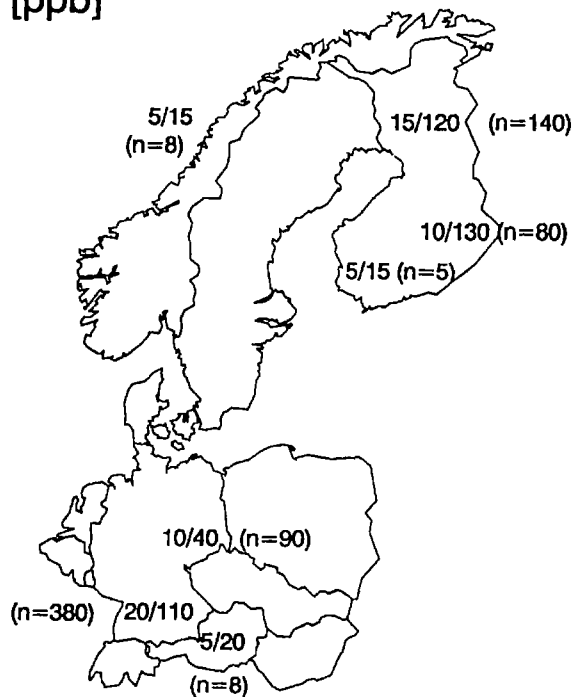 [ppb]
5/15
(n=8)
15/120 (n=140)
10/130 (n=80)
5/15 (n=5)
10/40 (n=90)
(n=380) 20/110
5/20
(n=8)